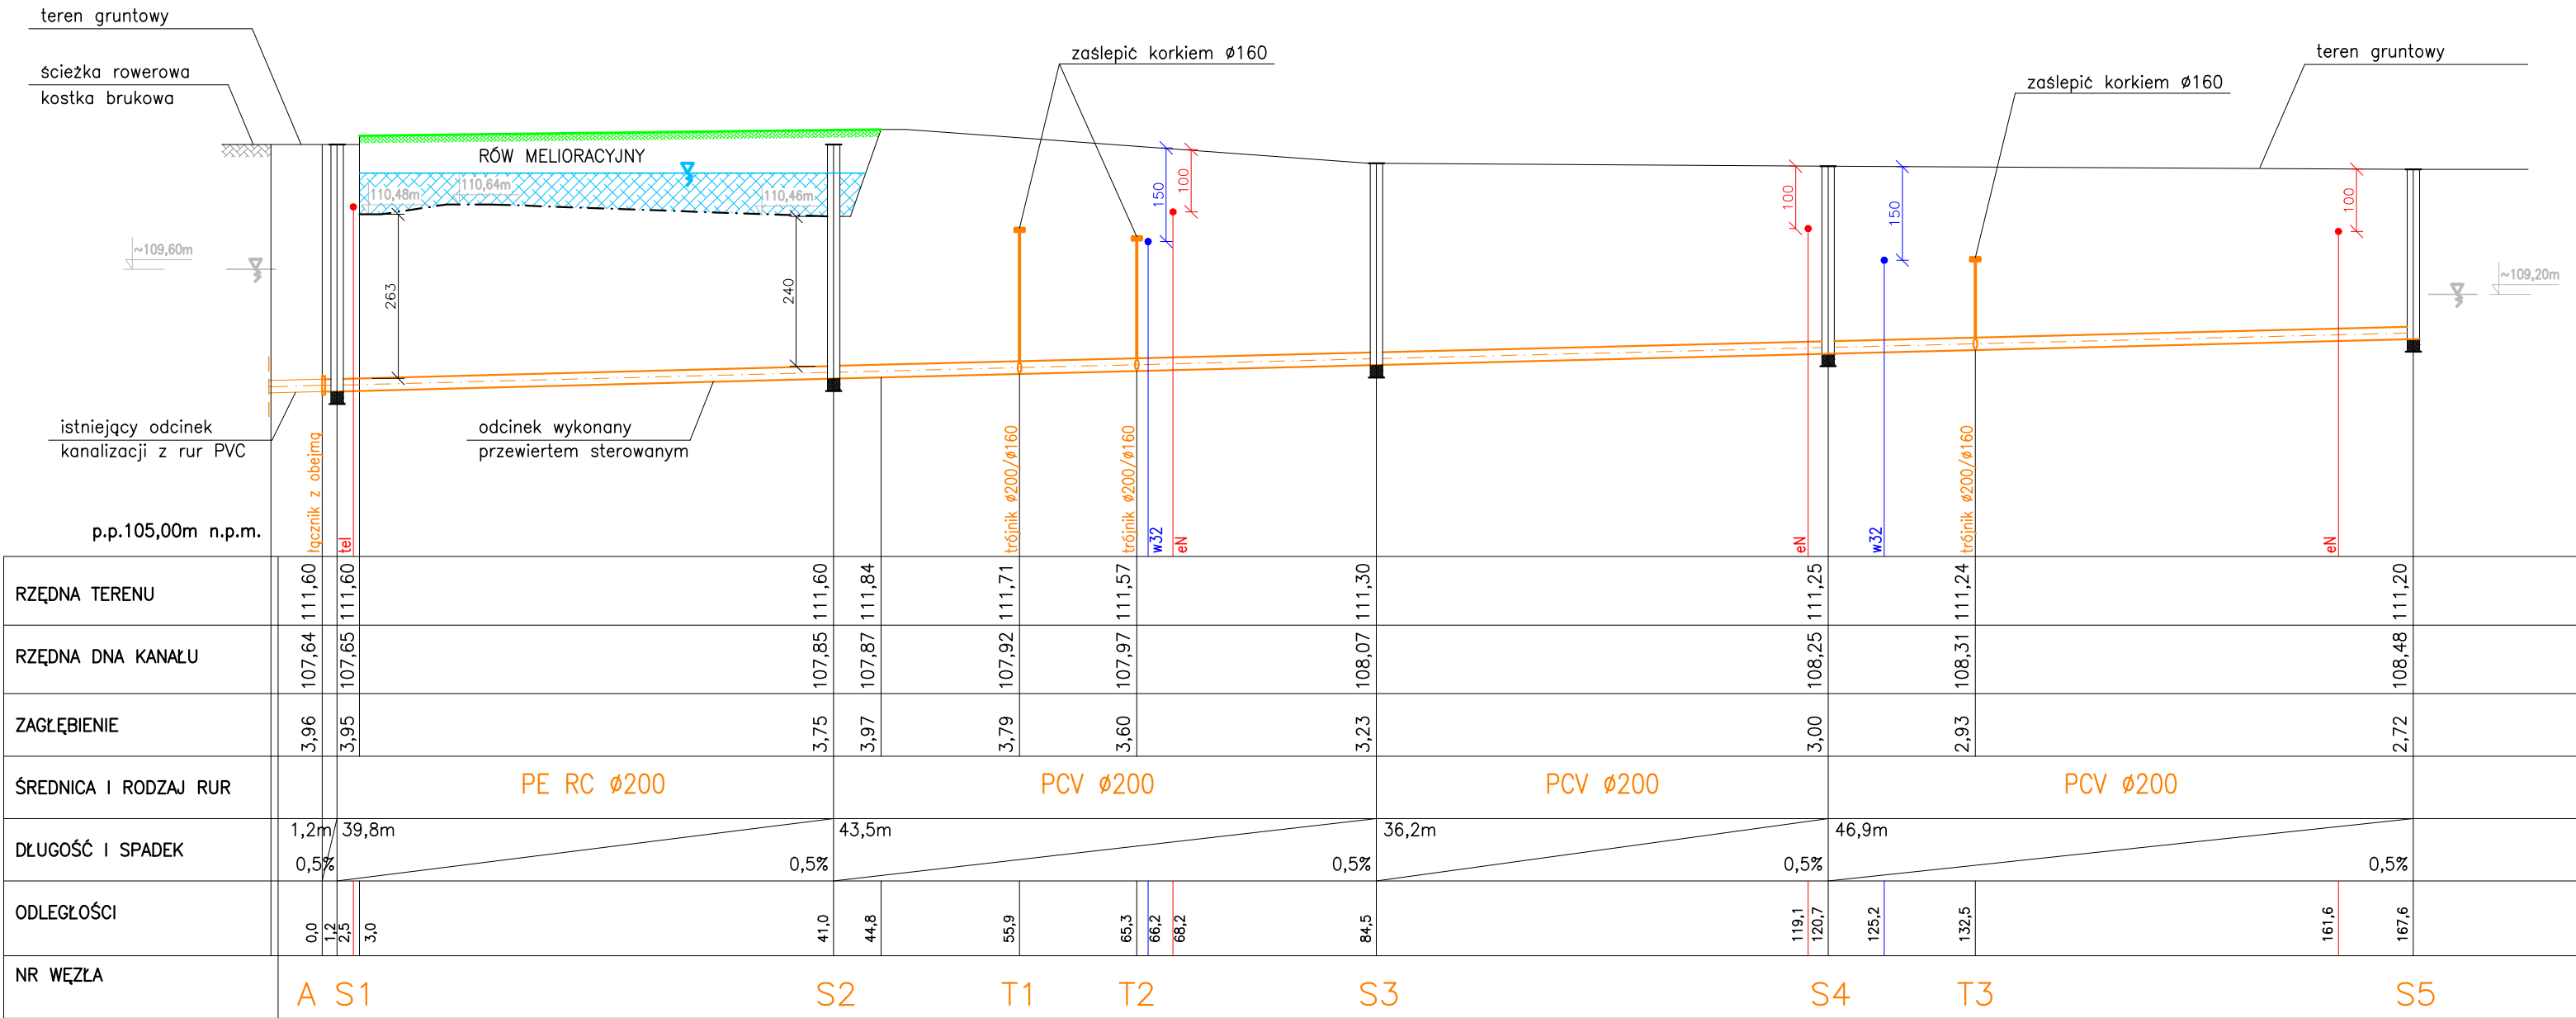 teren gruntowy
ścieżka rowerowa
kostka brukowa
zaślepić korkiem ø160
teren gruntowy
zaślepić korkiem ø160
RÓW MELIORACYJNY
110,48m
110,64m
110,46m
150
100
100
150
100
~109,60m
~109,20m
263
240
istniejący odcinek
kanalizacji z rur PVC
odcinek wykonany
przewiertem sterowanym
p.p.105,00m n.p.m.
łącznik z obejmą
tel
trójnik ø200/ø160
trójnik ø200/ø160
w32
eN
eN
w32
trójnik ø200/ø160
eN
RZĘDNA TERENU 111,60 111,60 111,60 111,84 111,71 111,57 111,30 111,25 111,24 111,20
RZĘDNA DNA KANAŁU 107,64 107,65 107,85 107,87 107,92 107,97 108,07 108,25 108,31 108,48
ZAGŁĘBIENIE 3,96 3,95 3,75 3,97 3,79 3,60 3,23 3,00 2,93 2,72
ŚREDNICA I RODZAJ RUR PE RC ø200 PCV ø200 PCV ø200 PCV ø200
1,2m 39,8m 43,5m 36,2m 46,9m
DŁUGOŚĆ I SPADEK
0,5% 0,5% 0,5% 0,5% 0,5%
ODLEGŁOŚCI 0,0 1,2 2,5 3,0 41,0 44,8 55,9 65,3 66,2 68,2 84,5 119,1 120,7 125,2 132,5 161,6 167,6
NR WĘZŁA A S1 S2 T1 T2 S3 S4 T3 S5